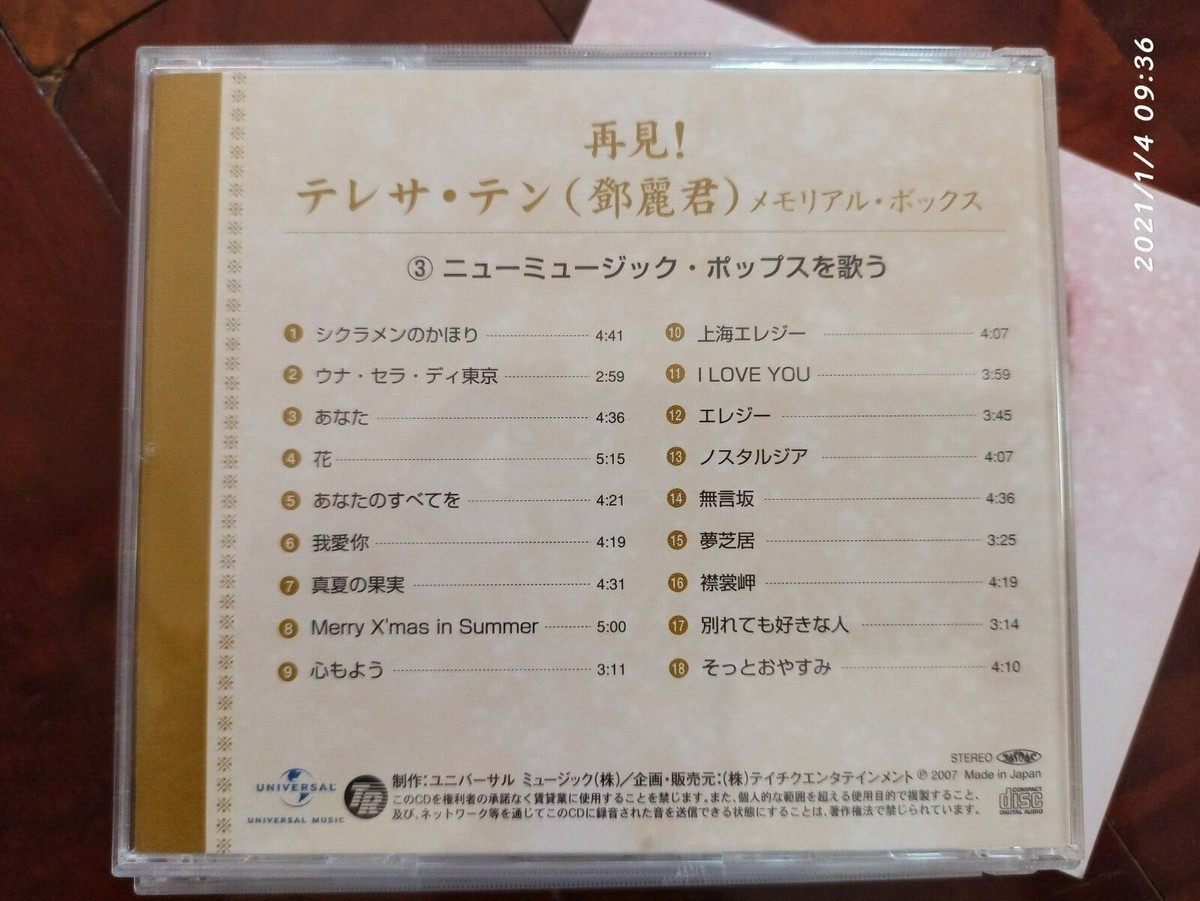 再見！
テレサ・テン（鄧麗君）メモリアル・ボックス
③ ニューミュージック・ポップスを歌う
1 シクラメンのかほり 4:41
2 ウナ・セラ・ディ東京 2:59
3 あなた 4:36
4 花 5:15
5 あなたのすべてを 4:21
6 我愛你 4:19
7 真夏の果実 4:31
8 Merry X'mas in Summer 5:00
9 心もよう 3:11
10 上海エレジー 4:07
11 I LOVE YOU 3:59
12 エレジー 3:45
13 ノスタルジア 4:07
14 無言坂 4:36
15 夢芝居 3:25
16 襟裳岬 4:19
17 別れても好きな人 3:14
18 そっとおやすみ 4:10
STEREO JASRAC
UNIVERSAL
UNIVERSAL MUSIC
制作：ユニバーサル ミュージック（株）／企画・販売元：（株）テイチクエンタテインメント ℗ 2007 Made in Japan
このCDを権利者の承諾なく賃貸業に使用することを禁じます。また、個人的な範囲を超える使用目的で複製すること、
及び、ネットワーク等を通じてこのCDに録音された音を送信できる状態にすることは、著作権法で禁じられています。
COMPACT
disc
DIGITAL AUDIO
2021/1/4 09:36